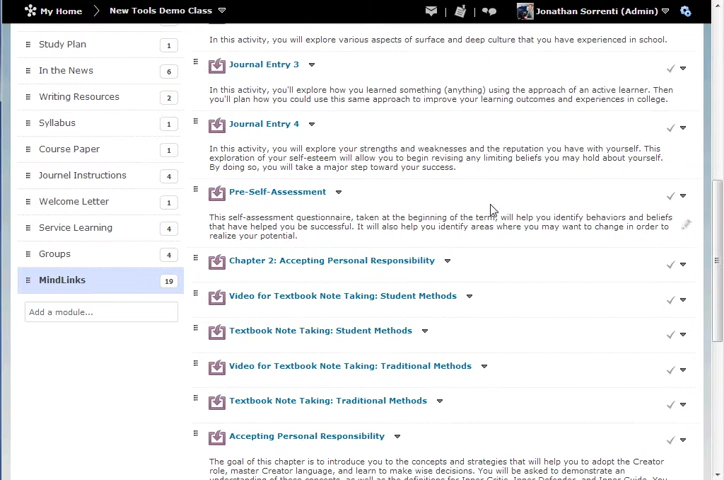 My Home
New Tools Demo Class
Jonathan Sorrenti (Admin)
Study Plan 1
In the News 6
Writing Resources 2
Syllabus 1
Course Paper 1
Journal Instructions 4
Welcome Letter 1
Service Learning 4
Groups 4
MindLinks 19
Add a module...
In this activity, you will explore various aspects of surface and deep culture that you have experienced in school.
Journal Entry 3
In this activity, you'll explore how you learned something (anything) using the approach of an active learner. Then
you'll plan how you could use this same approach to improve your learning outcomes and experiences in college.
Journal Entry 4
In this activity, you will explore your strengths and weaknesses and the reputation you have with yourself. This
exploration of your self-esteem will allow you to begin revising any limiting beliefs you may hold about yourself.
By doing so, you will take a major step toward your success.
Pre-Self-Assessment
This self-assessment questionnaire, taken at the beginning of the term, will help you identify behaviors and beliefs
that have helped you be successful. It will also help you identify areas where you may want to change in order to
realize your potential.
Chapter 2: Accepting Personal Responsibility
Video for Textbook Note Taking: Student Methods
Textbook Note Taking: Student Methods
Video for Textbook Note Taking: Traditional Methods
Textbook Note Taking: Traditional Methods
Accepting Personal Responsibility
The goal of this chapter is to introduce you to the concepts and strategies that will help you to adopt the Creator
role, master Creator language, and learn to make wise decisions. You will be asked to demonstrate an
understanding of these concepts, as well as the definitions for Inner Critic, Inner Defender, and Inner Guide. You